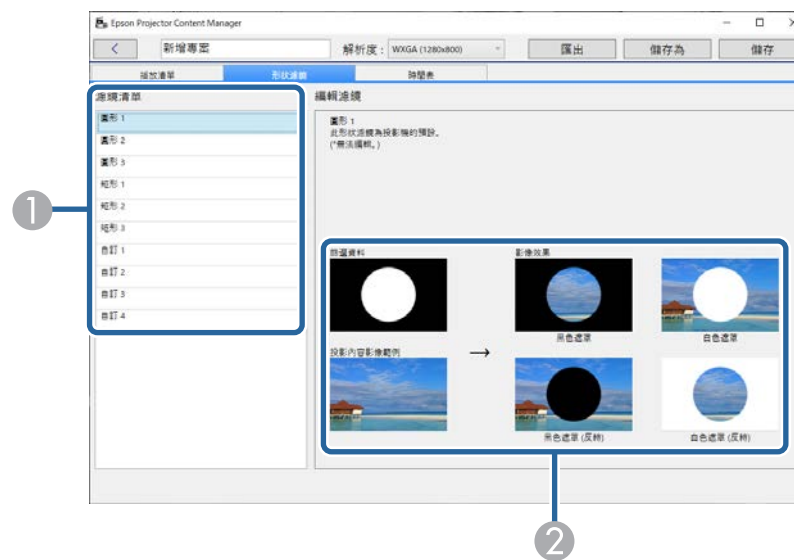 Epson Projector Content Manager
新增專案
解析度：
WXGA (1280x800)
匯出
儲存為
儲存
播放清單
形狀濾鏡
時間表
濾鏡清單
圓形 1
圓形 2
圓形 3
矩形 1
矩形 2
矩形 3
自訂 1
自訂 2
自訂 3
自訂 4
編輯濾鏡
圓形 1
此形狀濾鏡為投影機的預設。
(*無法編輯。)
篩選資料
影像效果
黑色遮罩
白色遮罩
投影內容影像範例
→
黑色遮罩 (反轉)
白色遮罩 (反轉)
1
2